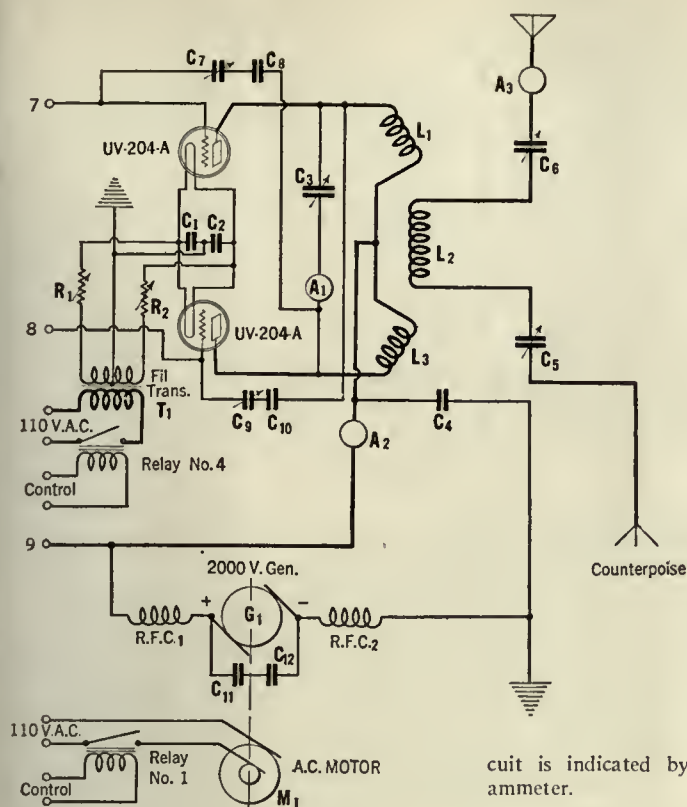 C7 C8
7
A3
UV-204-A
L1
C6
C3
C1 C2
L2
R1
R2
A1
8
UV-204-A
L3
C5
Fil
Trans.
T1
C9 C10
C4
110 V.A.C.
A2
Relay No. 4
Control
9
2000 V. Gen.
Counterpoise
+
G1
-
R.F.C.1
R.F.C.2
C11
C12
110 V.A.C.
Relay
No. 1
A.C. MOTOR
Control
M1
cuit is indicated by
ammeter.